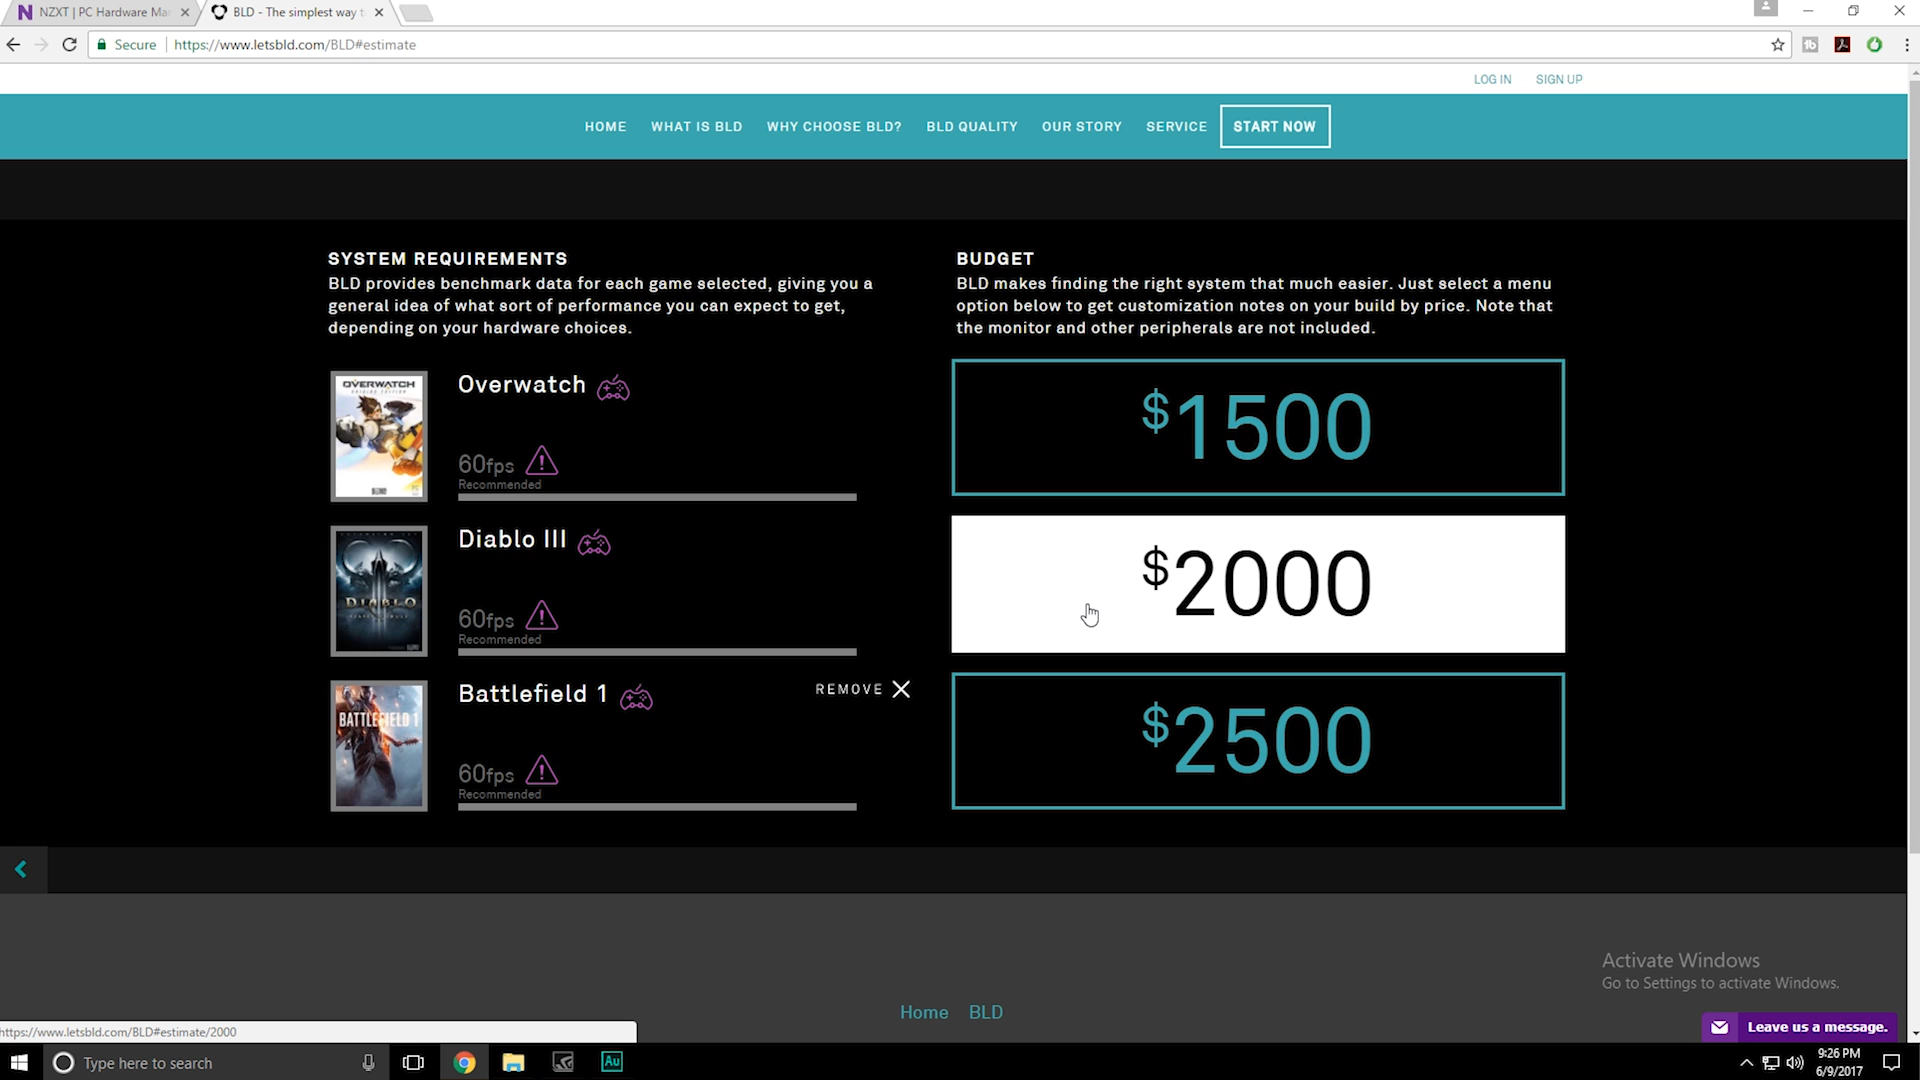 NZXT | PC Hardware Ma
BLD - The simplest way t
Secure
https://www.letsbld.com/BLD#estimate
LOG IN
SIGN UP
HOME
WHAT IS BLD
WHY CHOOSE BLD?
BLD QUALITY
OUR STORY
SERVICE
START NOW
SYSTEM REQUIREMENTS
BLD provides benchmark data for each game selected, giving you a
general idea of what sort of performance you can expect to get,
depending on your hardware choices.
OVERWATCH
Overwatch
60fps
Recommended
DIABLO
Diablo III
60fps
Recommended
BATTLEFIELD 1
Battlefield 1
REMOVE
60fps
Recommended
BUDGET
BLD makes finding the right system that much easier. Just select a menu
option below to get customization notes on your build by price. Note that
the monitor and other peripherals are not included.
$1500
$2000
$2500
Activate Windows
Go to Settings to activate Windows.
Home
BLD
https://www.letsbld.com/BLD#estimate/2000
Leave us a message.
Type here to search
Au
9:26 PM
6/9/2017